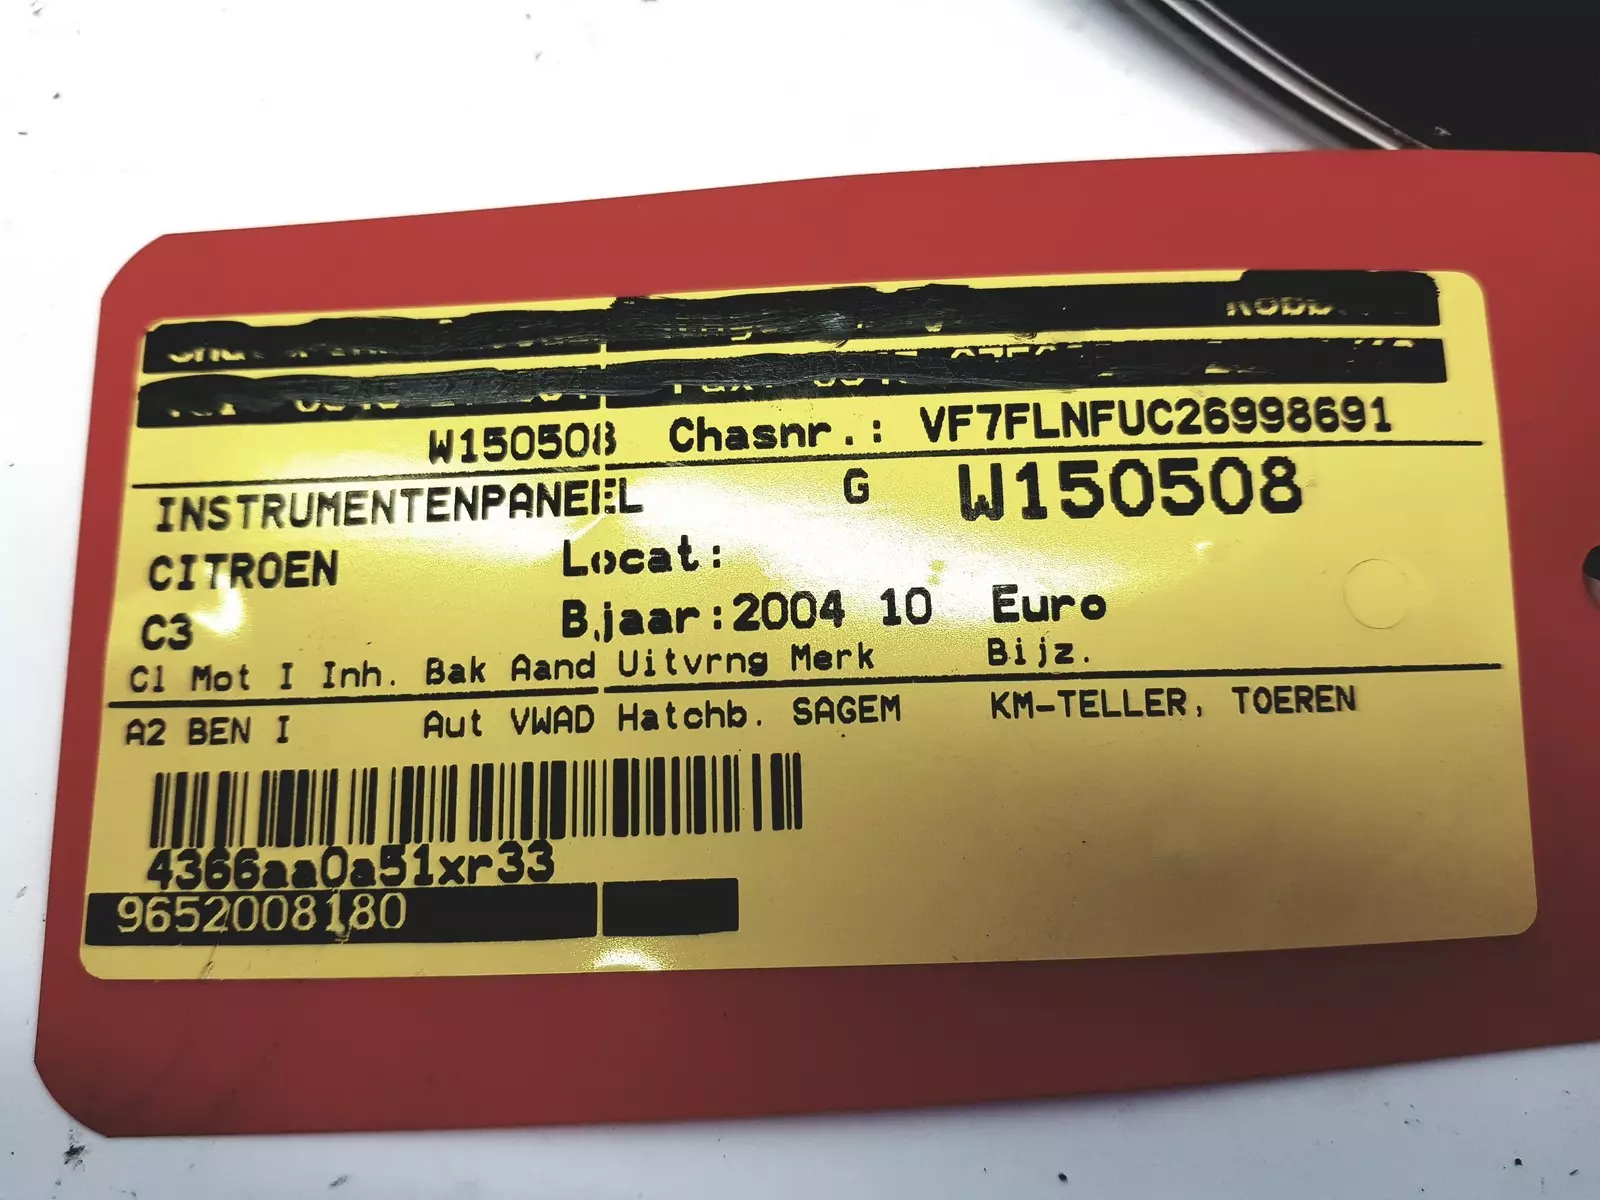 W150508 Chasnr.: VF7FLNFUC26998691
INSTRUMENTENPANEEL G W150508
CITROEN Locat:
C3 B.jaar:2004 10 Euro
Cl Mot I Inh. Bak Aand Uitvrng Merk Bijz.
A2 BEN I Aut VWAD Hatchb. SAGEM KM-TELLER, TOEREN
4366aa0a51xr33
9652008180